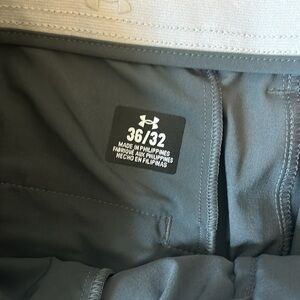 36/32
MADE IN PHILIPPINES
FABRIQUÉ AUX PHILIPPINES
HECHO EN FILIPINAS